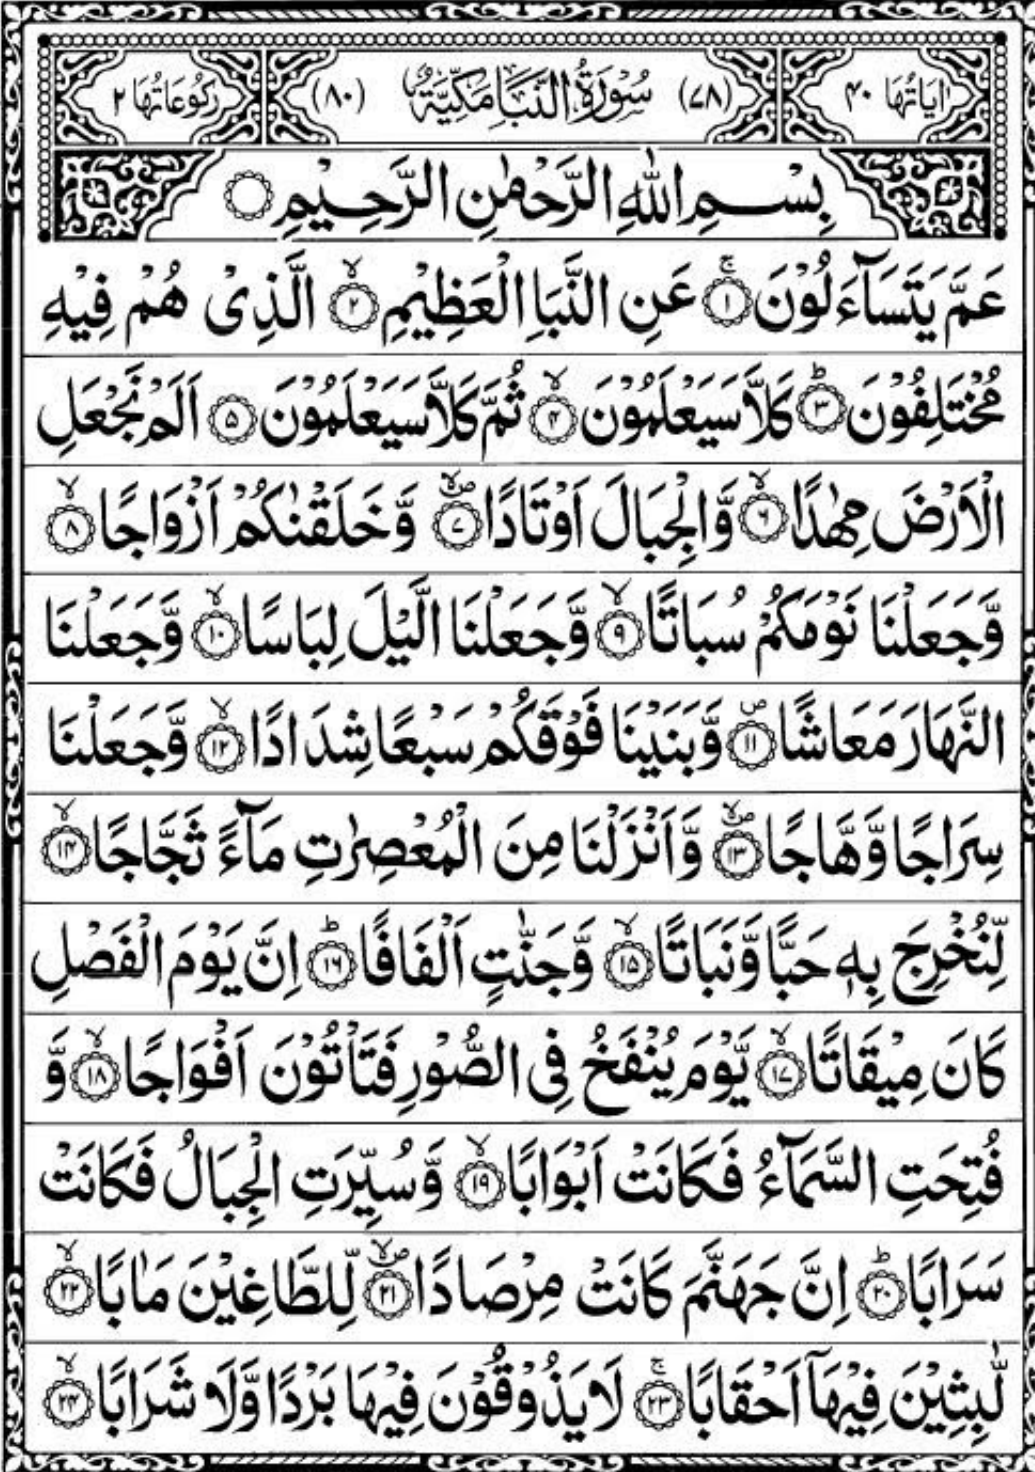 اٰيَاتُهَا ۴۰ (۷۸) سُوْرَةُ النَّبَاِ مَكِّيَّةٌ (۸۰) رُكُوْعَاتُهَا ۲
بِسْمِ اللّٰهِ الرَّحْمٰنِ الرَّحِيْمِ ۝
عَمَّ يَتَسَآءَلُوْنَ ۚ‏﴿۱﴾ عَنِ النَّبَاِ الْعَظِيْمِ ۙ‏﴿۲﴾ الَّذِىْ هُمْ فِيْهِ
مُخْتَلِفُوْنَ ؕ‏﴿۳﴾ كَلَّا سَيَعْلَمُوْنَ ۙ‏﴿۴﴾ ثُمَّ كَلَّا سَيَعْلَمُوْنَ ‏﴿۵﴾ اَلَمْ نَجْعَلِ
الْاَرْضَ مِهٰدًا ۙ‏﴿۶﴾ وَّالْجِبَالَ اَوْتَادًا ۪ۙ‏﴿۷﴾ وَّخَلَقْنٰكُمْ اَزْوَاجًا ۙ‏﴿۸﴾
وَّجَعَلْنَا نَوْمَكُمْ سُبَاتًا ۙ‏﴿۹﴾ وَّجَعَلْنَا الَّيْلَ لِبَاسًا ۙ‏﴿۱۰﴾ وَّجَعَلْنَا
النَّهَارَ مَعَاشًا ۪‏﴿۱۱﴾ وَّبَنَيْنَا فَوْقَكُمْ سَبْعًا شِدَادًا ۙ‏﴿۱۲﴾ وَّجَعَلْنَا
سِرَاجًا وَّهَّاجًا ۪ۙ‏﴿۱۳﴾ وَّاَنْزَلْنَا مِنَ الْمُعْصِرٰتِ مَآءً ثَجَّاجًا ۙ‏﴿۱۴﴾
لِّنُخْرِجَ بِهٖ حَبًّا وَّنَبَاتًا ۙ‏﴿۱۵﴾ وَّجَنّٰتٍ اَلْفَافًا ؕ‏﴿۱۶﴾ اِنَّ يَوْمَ الْفَصْلِ
كَانَ مِيْقَاتًا ۙ‏﴿۱۷﴾ يَّوْمَ يُنْفَخُ فِى الصُّوْرِ فَتَاْتُوْنَ اَفْوَاجًا ۙ‏﴿۱۸﴾ وَّ
فُتِحَتِ السَّمَآءُ فَكَانَتْ اَبْوَابًا ۙ‏﴿۱۹﴾ وَّسُيِّرَتِ الْجِبَالُ فَكَانَتْ
سَرَابًا ؕ‏﴿۲۰﴾ اِنَّ جَهَنَّمَ كَانَتْ مِرْصَادًا ۪ۙ‏﴿۲۱﴾ لِّلطَّاغِيْنَ مَاٰبًا ۙ‏﴿۲۲﴾
لّٰبِثِيْنَ فِيْهَآ اَحْقَابًا ۚ‏﴿۲۳﴾ لَا يَذُوْقُوْنَ فِيْهَا بَرْدًا وَّلَا شَرَابًا ۙ‏﴿۲۴﴾